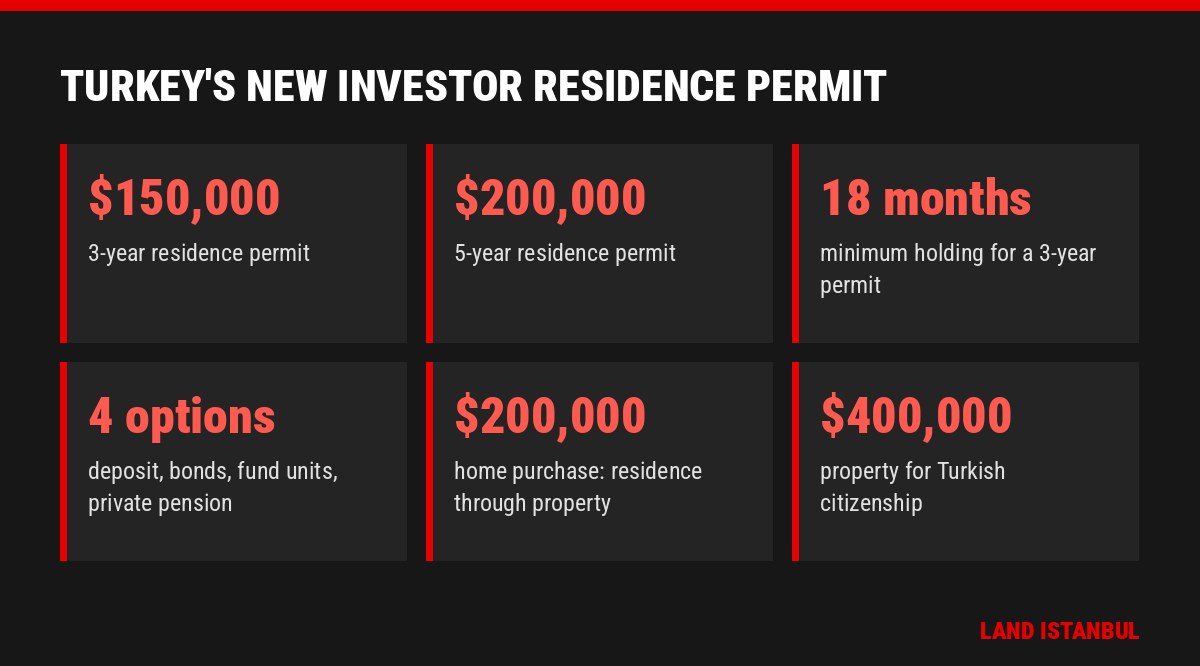 TURKEY'S NEW INVESTOR RESIDENCE PERMIT
$150,000
3-year residence permit
$200,000
5-year residence permit
18 months
minimum holding for a 3-year
permit
4 options
deposit, bonds, fund units,
private pension
$200,000
home purchase: residence
through property
$400,000
property for Turkish
citizenship
LAND ISTANBUL